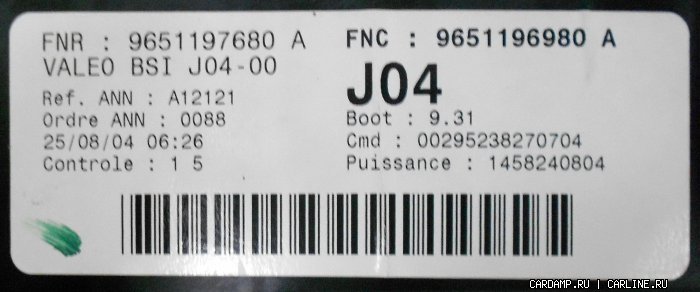 FNR : 9651197680 A
VALEO BSI J04-00
Ref. ANN : A12121
Ordre ANN : 0088
25/08/04 06:26
Controle : 1 5
FNC : 9651196980 A
J04
Boot : 9.31
Cmd : 00295238270704
Puissance : 1458240804
CARDAMP.RU | CARLINE.RU